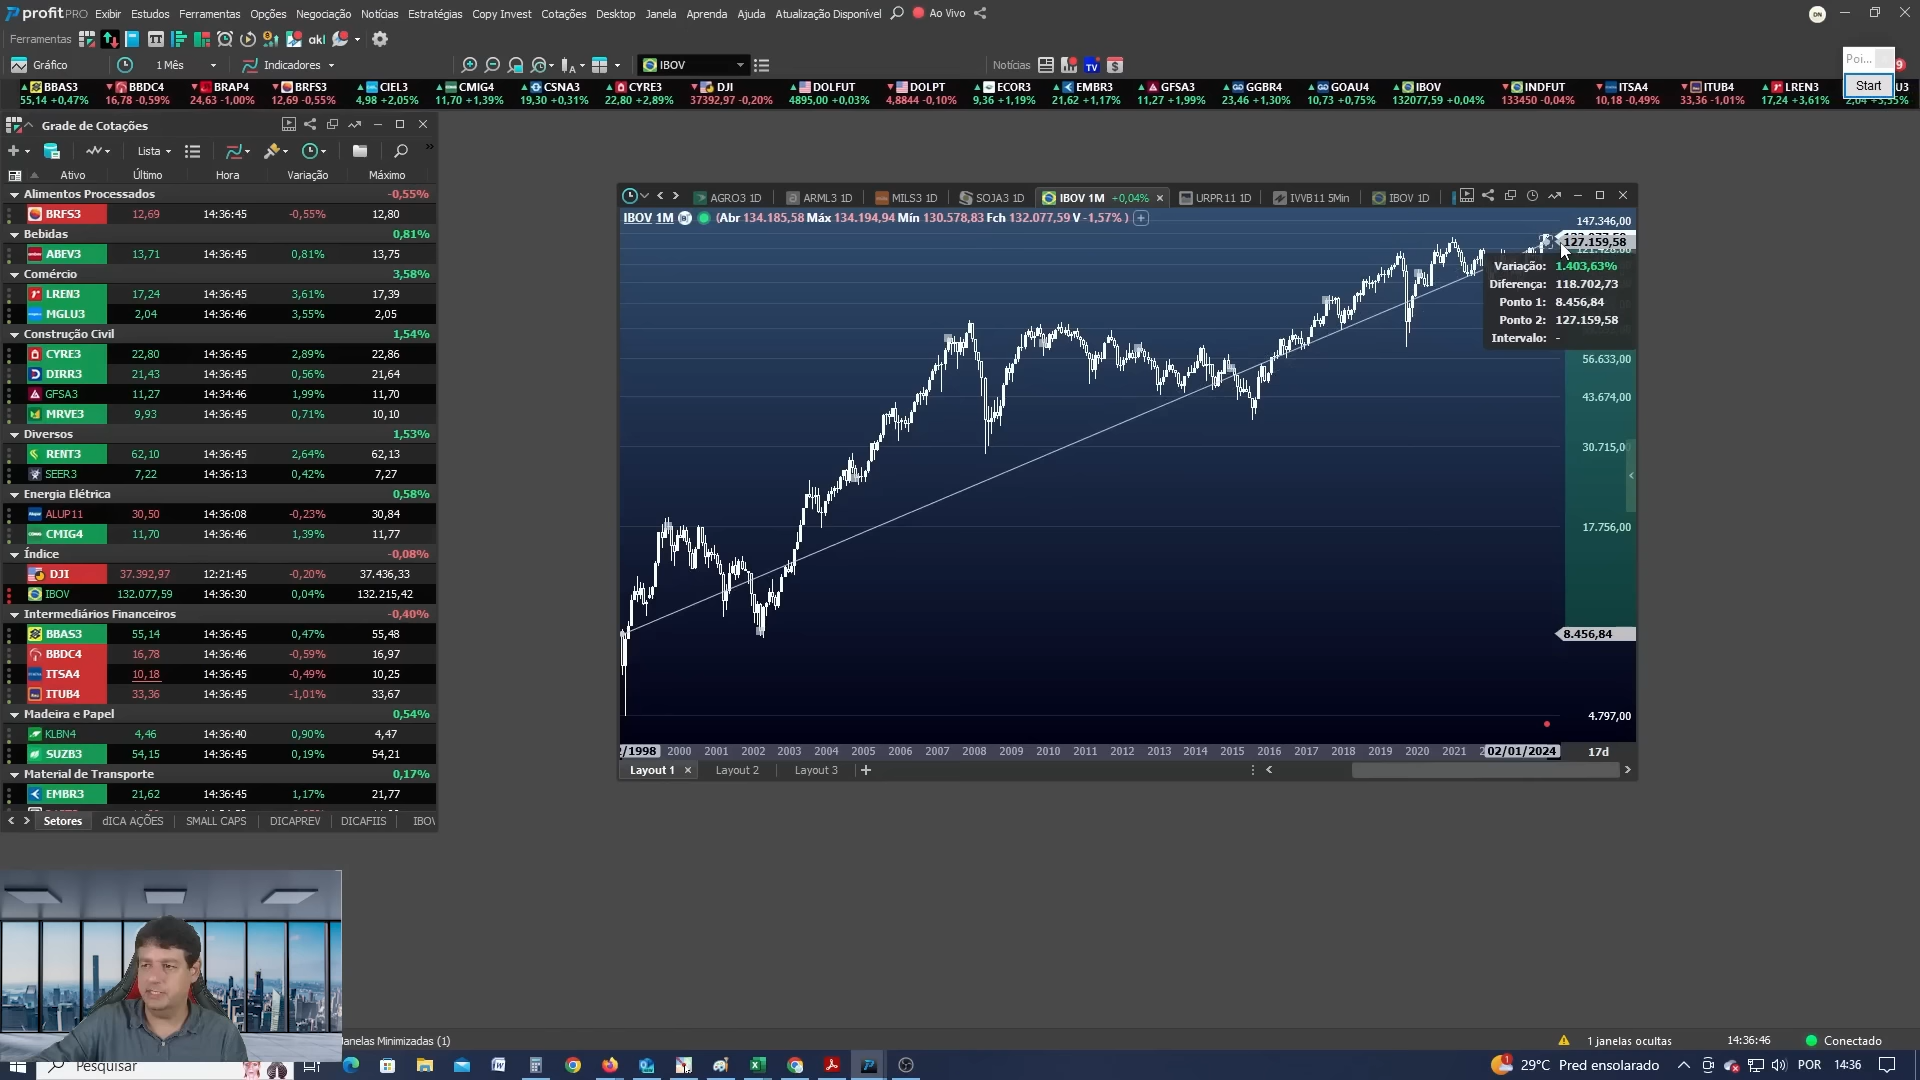 profit PRO Exibir Estudos Ferramentas Opções Negociação Notícias Estratégias Copy Invest Cotações Desktop Janela Aprenda Ajuda Atualização Disponível Ao Vivo DN
Ferramentas akl
Gráfico 1 Mês Indicadores IBOV Notícias TV
Poi...
Start
BBAS3 BBDC4 BRAP4 BRFS3 CIEL3 CMIG4 CSNA3 CYRE3 DJI DOLFUT DOLPT ECOR3 EMBR3 GFSA3 GGBR4 GOAU4 IBOV INDFUT ITSA4 ITUB4 LREN3
55,14 +0,47% 16,78 -0,59% 24,63 -1,00% 12,69 -0,55% 4,98 +2,05% 11,70 +1,39% 19,30 +0,31% 22,80 +2,89% 37392,97 -0,20% 4895,00 +0,03% 4,8844 -0,10% 9,36 +1,19% 21,62 +1,17% 11,27 +1,99% 23,46 +1,30% 10,73 +0,75% 132077,59 +0,04% 133450 -0,04% 10,18 -0,49% 33,36 -1,01% 17,24 +3,61% 2,04 +3,55%
Grade de Cotações
Lista
Ativo Último Hora Variação Máximo
Alimentos Processados -0,55%
BRFS3 12,69 14:36:45 -0,55% 12,80
Bebidas 0,81%
ABEV3 13,71 14:36:45 0,81% 13,75
Comércio 3,58%
LREN3 17,24 14:36:45 3,61% 17,39
MGLU3 2,04 14:36:46 3,55% 2,05
Construção Civil 1,54%
CYRE3 22,80 14:36:45 2,89% 22,86
DIRR3 21,43 14:36:45 0,56% 21,64
GFSA3 11,27 14:34:46 1,99% 11,70
MRVE3 9,93 14:36:45 0,71% 10,10
Diversos 1,53%
RENT3 62,10 14:36:45 2,64% 62,13
SEER3 7,22 14:36:13 0,42% 7,27
Energia Elétrica 0,58%
ALUP11 30,50 14:36:08 -0,23% 30,84
CMIG4 11,70 14:36:46 1,39% 11,77
Índice -0,08%
DJI 37.392,97 12:21:45 -0,20% 37.436,33
IBOV 132.077,59 14:36:30 0,04% 132.215,42
Intermediários Financeiros -0,40%
BBAS3 55,14 14:36:45 0,47% 55,48
BBDC4 16,78 14:36:46 -0,59% 16,97
ITSA4 10,18 14:36:45 -0,49% 10,25
ITUB4 33,36 14:36:45 -1,01% 33,67
Madeira e Papel 0,54%
KLBN4 4,46 14:36:40 0,90% 4,47
SUZB3 54,15 14:36:45 0,19% 54,21
Material de Transporte 0,17%
EMBR3 21,62 14:36:45 1,17% 21,77
Setores dICA AÇÕES SMALL CAPS DICAPREV DICAFIIS IBOV
AGRO3 1D ARML3 1D MILS3 1D SOJA3 1D IBOV 1M +0,04% URPR11 1D IVVB11 5Min IBOV 1D
IBOV 1M (Abr 134.185,58 Máx 134.194,94 Mín 130.578,83 Fch 132.077,59 V -1,57% )
147.346,00
127.159,58
Variação: 1.403,63%
Diferença: 118.702,73
Ponto 1: 8.456,84
Ponto 2: 127.159,58
Intervalo: -
56.633,00
43.674,00
30.715,00
17.756,00
8.456,84
4.797,00
2/1998 2000 2001 2002 2003 2004 2005 2006 2007 2008 2009 2010 2011 2012 2013 2014 2015 2016 2017 2018 2019 2020 2021 02/01/2024 17d
Layout 1 Layout 2 Layout 3
Janelas Minimizadas (1) 1 janelas ocultas 14:36:46 Conectado
Pesquisar 29°C Pred ensolarado POR 14:36